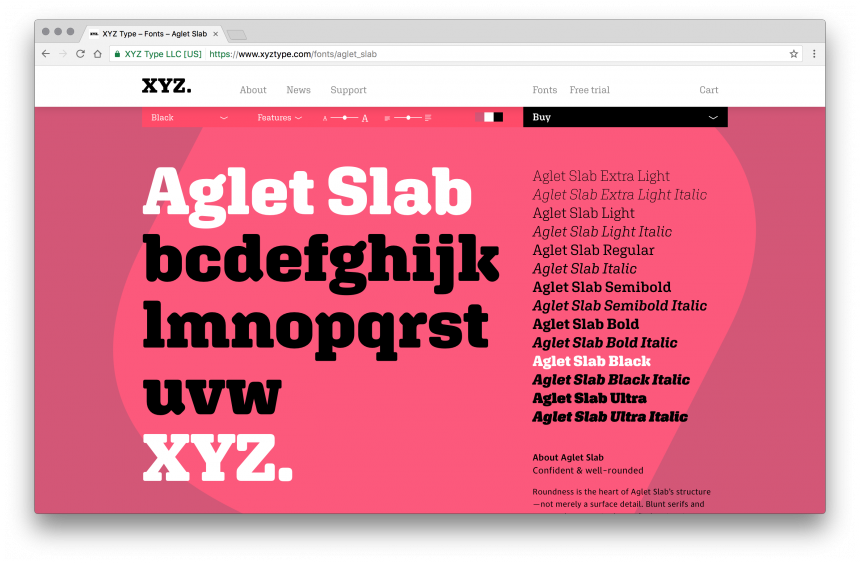 XYZ Type – Fonts – Aglet Slab
XYZ Type LLC [US] https://www.xyztype.com/fonts/aglet_slab
XYZ. About News Support Fonts Free trial Cart
Black Features A A Buy
Aglet Slab
bcdefghijk
lmnopqrst
uvw
XYZ.
Aglet Slab Extra Light
Aglet Slab Extra Light Italic
Aglet Slab Light
Aglet Slab Light Italic
Aglet Slab Regular
Aglet Slab Italic
Aglet Slab Semibold
Aglet Slab Semibold Italic
Aglet Slab Bold
Aglet Slab Bold Italic
Aglet Slab Black
Aglet Slab Black Italic
Aglet Slab Ultra
Aglet Slab Ultra Italic
About Aglet Slab
Confident & well-rounded
Roundness is the heart of Aglet Slab's structure
—not merely a surface detail. Blunt serifs and